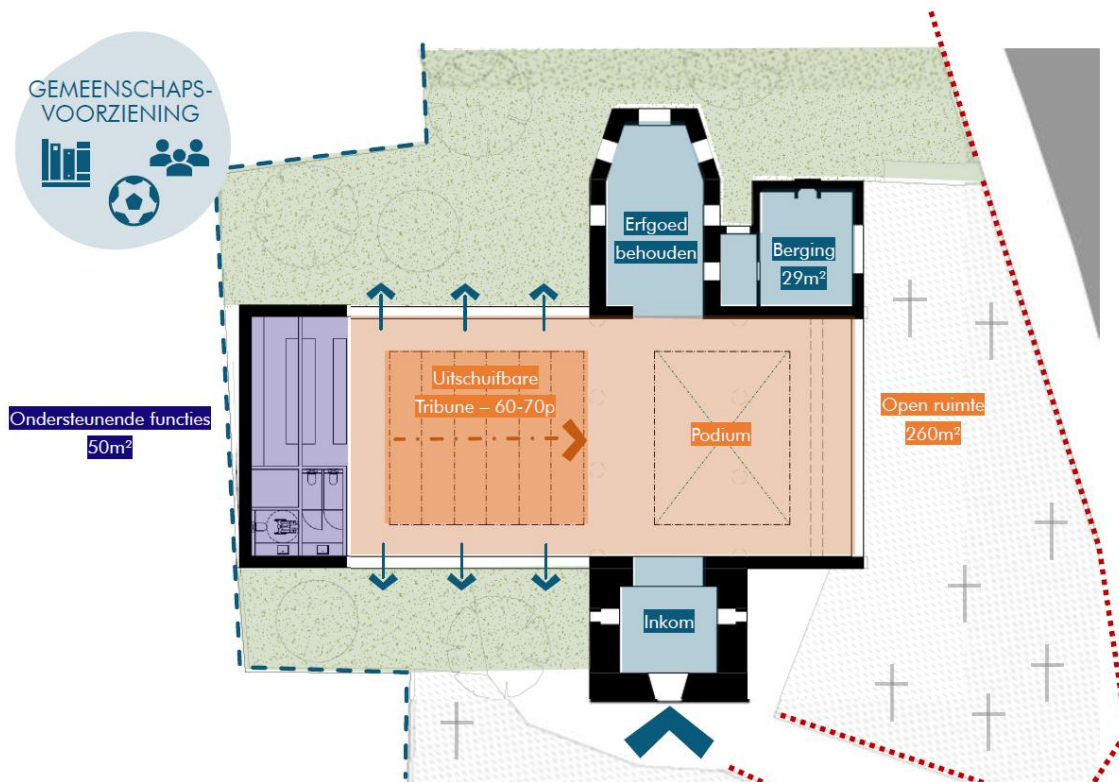 GEMEENSCHAPS-
VOORZIENING
Erfgoed
behouden
Berging
29m²
Uitschuifbare
Tribune – 60-70p
Ondersteunende functies
50m²
Podium
Open ruimte
260m²
Inkom